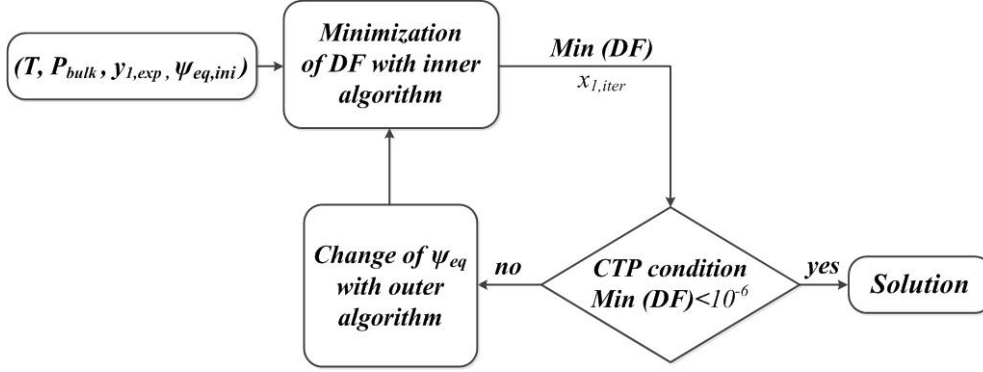 (T, P_bulk, y_1,exp, ψ_eq,ini)
Minimization
of DF with inner
algorithm
Min (DF)
x_1,iter
Change of ψ_eq
with outer
algorithm
no
CTP condition
Min (DF)<10^-6
yes
Solution